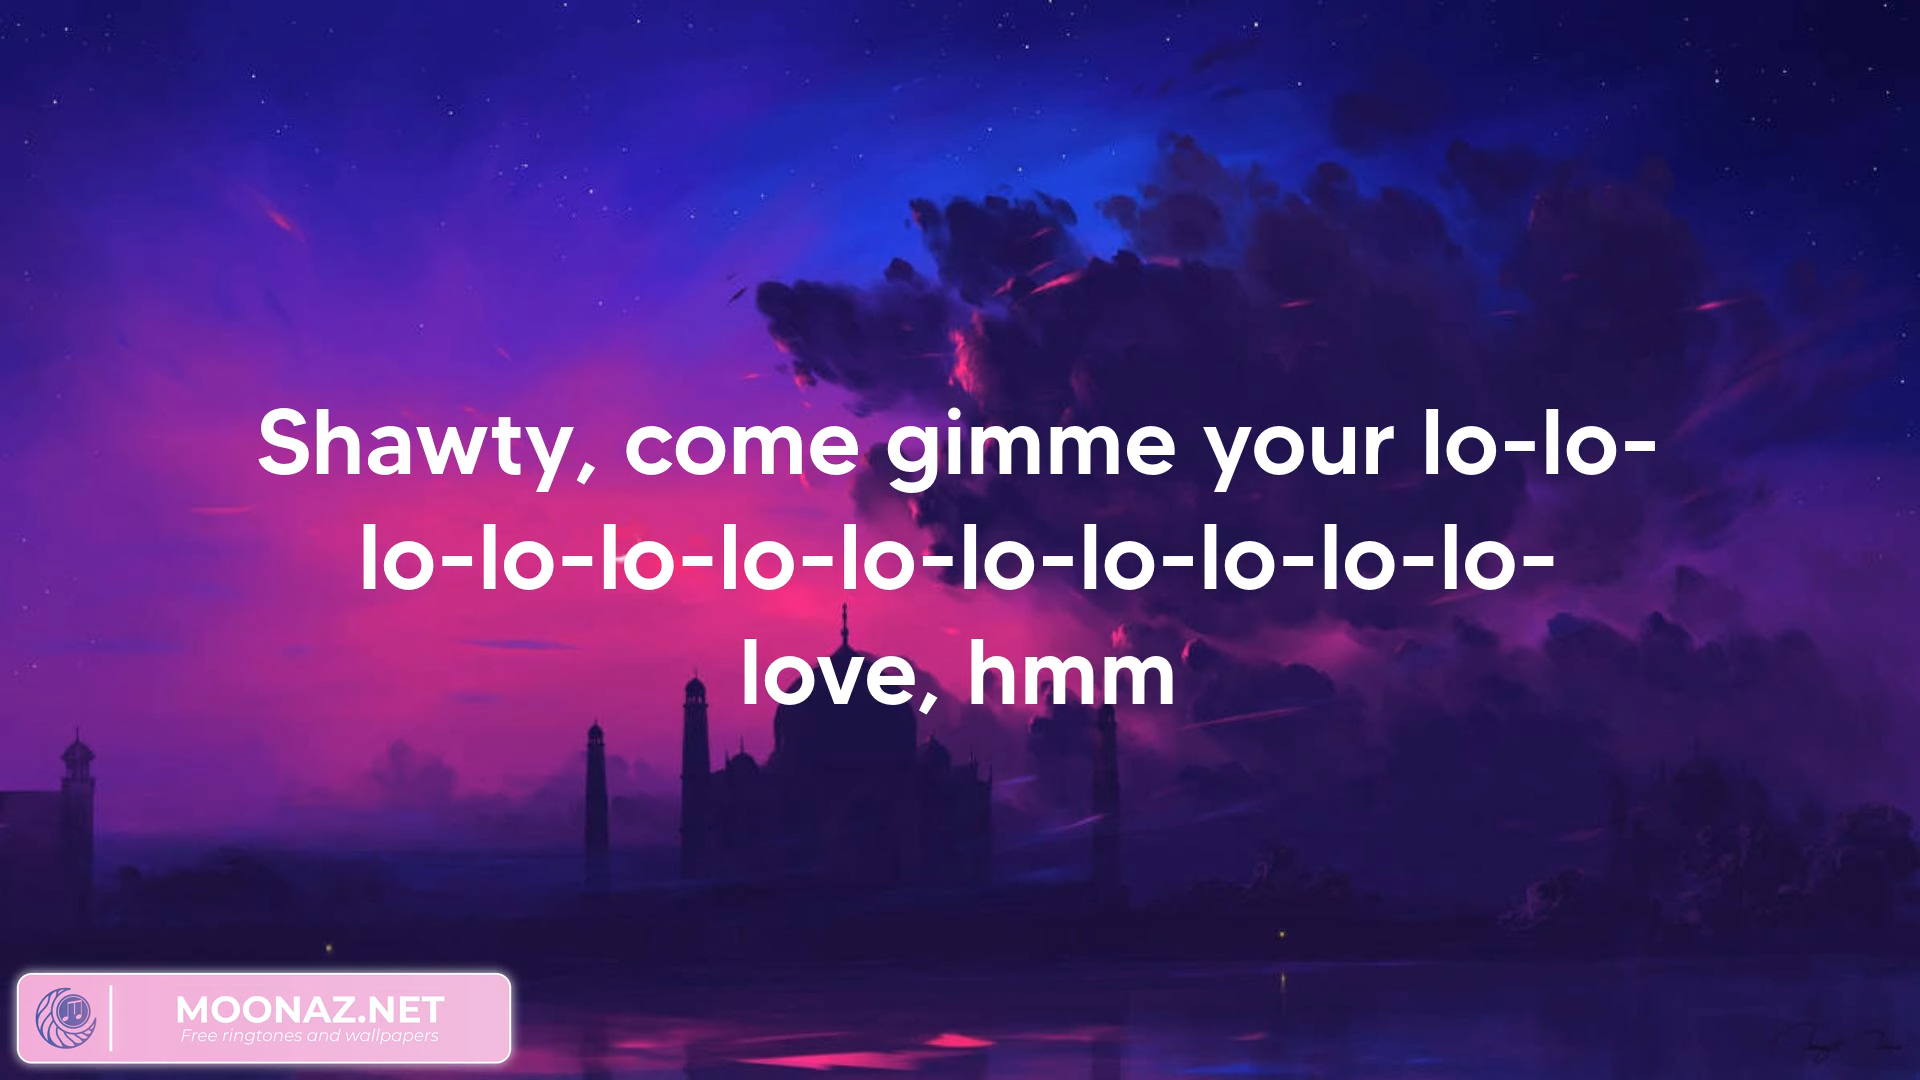 Shawty, come gimme your lo-lo-
lo-lo-lo-lo-lo-lo-lo-lo-lo-lo-
love, hmm
MOONAZ.NET
Free ringtones and wallpapers